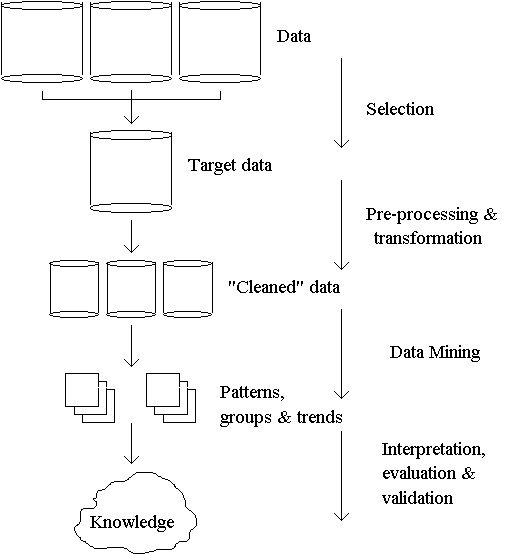 Data
Selection
Target data
Pre-processing &
transformation
"Cleaned" data
Data Mining
Patterns,
groups & trends
Interpretation,
evaluation &
validation
Knowledge